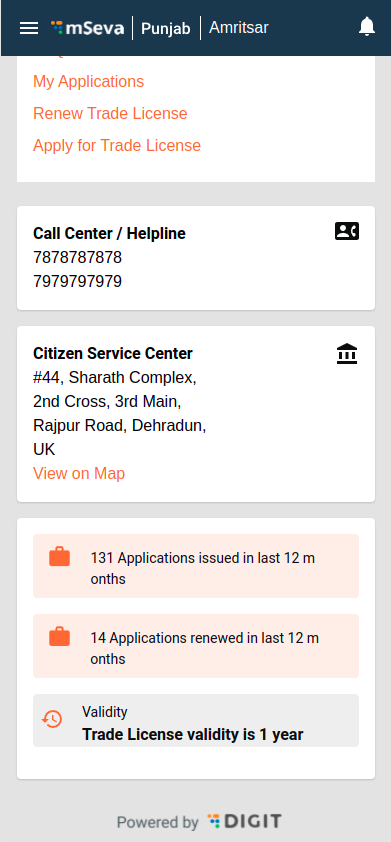 mSeva Punjab Amritsar
My Applications
Renew Trade License
Apply for Trade License
Call Center / Helpline
7878787878
7979797979
Citizen Service Center
#44, Sharath Complex,
2nd Cross, 3rd Main,
Rajpur Road, Dehradun,
UK
View on Map
131 Applications issued in last 12 m
onths
14 Applications renewed in last 12 m
onths
Validity
Trade License validity is 1 year
Powered by DIGIT